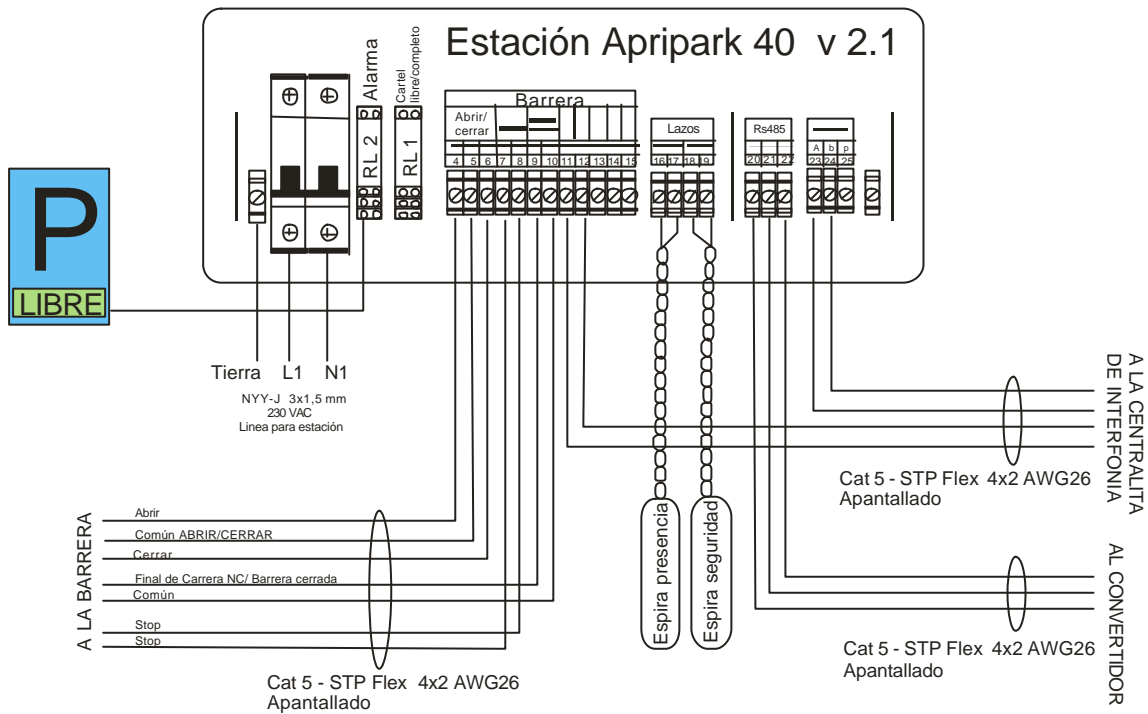 Estación Apripark 40 v 2.1
Alarma
RL 2
Cartel
libre/completo
RL 1
Barrera
Abrir/
cerrar
4 5 6 7 8 9 10 11 12 13 14 15
Lazos
16 17 18 19
Rs485
20 21 22
A b p
23 24 25
P
LIBRE
Tierra L1 N1
NYY-J 3x1,5 mm
230 VAC
Linea para estación
A LA BARRERA
Abrir
Común ABRIR/CERRAR
Cerrar
Final de Carrera NC/ Barrera cerrada
Común
Stop
Stop
Cat 5 - STP Flex 4x2 AWG26
Apantallado
Espira presencia
Espira seguridad
A LA CENTRALITA
DE INTERFONIA
Cat 5 - STP Flex 4x2 AWG26
Apantallado
AL CONVERTIDOR
Cat 5 - STP Flex 4x2 AWG26
Apantallado